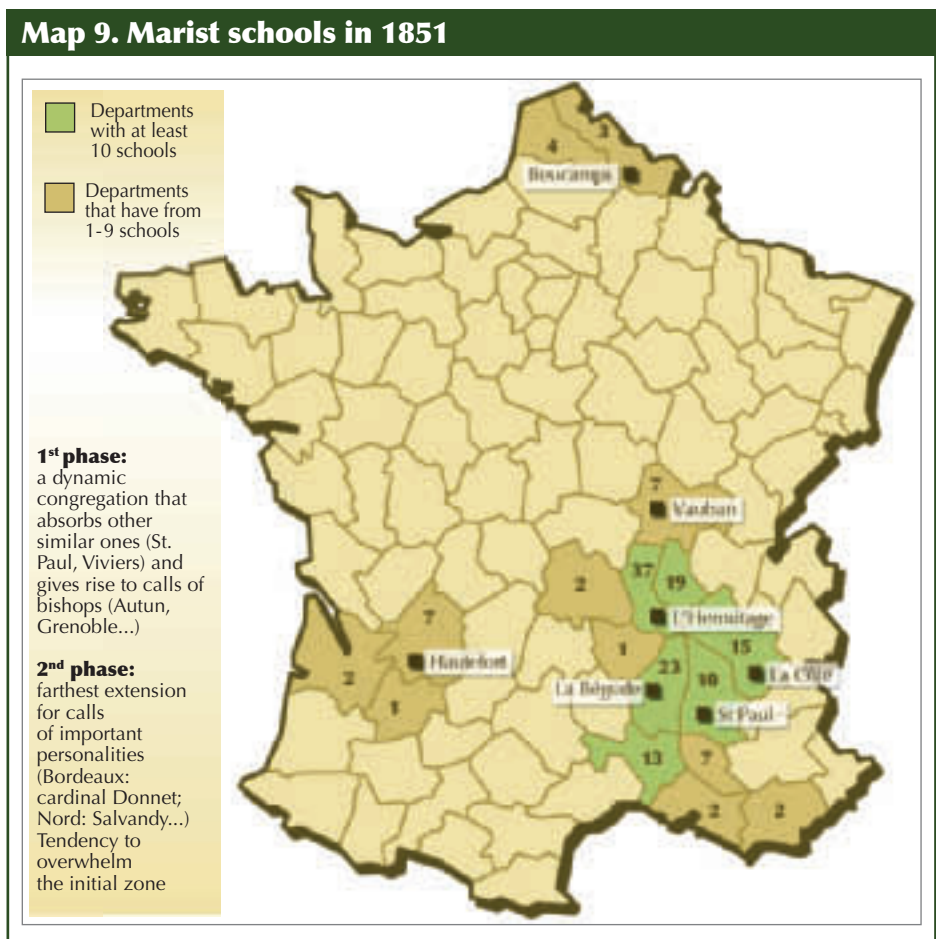 Map 9. Marist schools in 1851
Departments
with at least
10 schools
Departments
that have from
1-9 schools
1st phase:
a dynamic
congregation that
absorbs other
similar ones (St.
Paul, Viviers) and
gives rise to calls of
bishops (Autun,
Grenoble...)
2nd phase:
farthest extension
for calls
of important
personalities
(Bordeaux:
cardinal Donnet;
Nord: Salvandy...)
Tendency to
overwhelm
the initial zone
3
4
Beucamps
7
Vauban
37
19
2
L'Hermitage
7
1
15
Hautefort
23
La Côte
2
10
La Bégude
1
St Paul
13
7
2
2